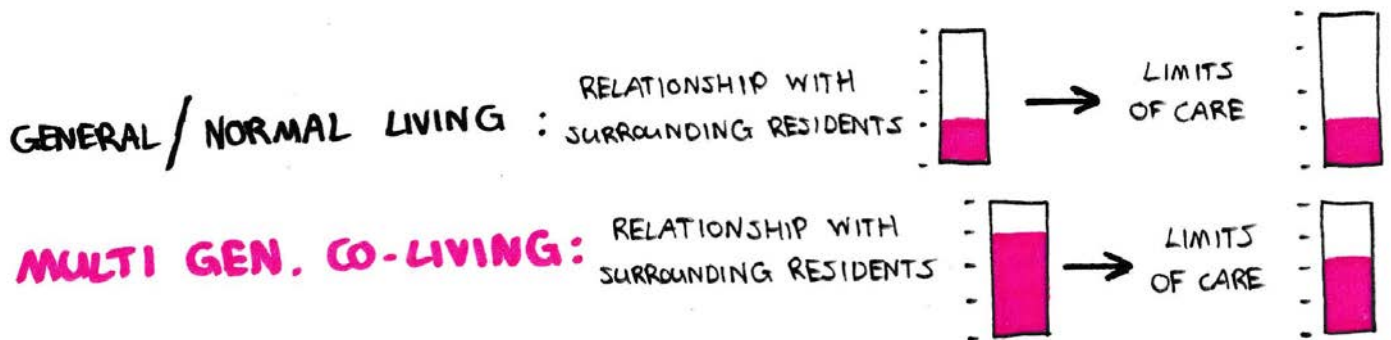 GENERAL/NORMAL LIVING :
RELATIONSHIP WITH
SURROUNDING RESIDENTS
LIMITS
OF CARE
MULTI GEN. CO-LIVING:
RELATIONSHIP WITH
SURROUNDING RESIDENTS
LIMITS
OF CARE